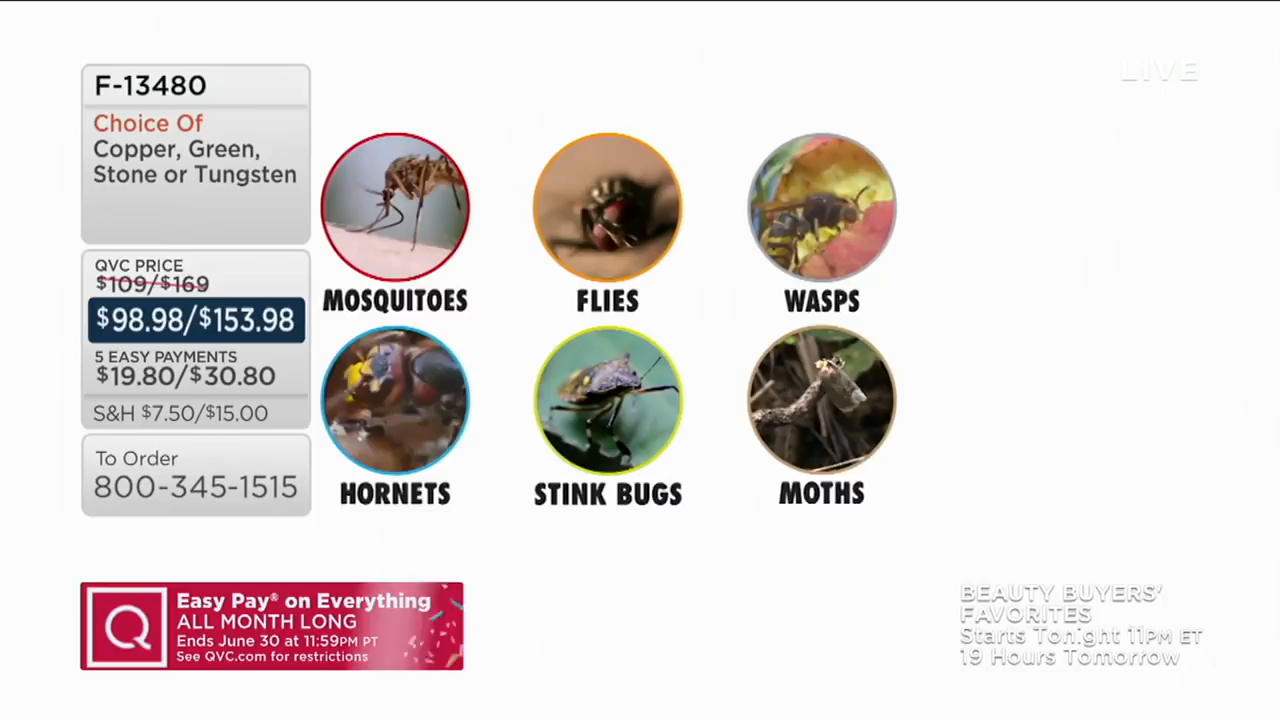 F-13480
Choice Of
Copper, Green,
Stone or Tungsten
QVC PRICE
$109/$169
$98.98/$153.98
5 EASY PAYMENTS
$19.80/$30.80
S&H $7.50/$15.00
To Order
800-345-1515
LIVE
MOSQUITOES
FLIES
WASPS
HORNETS
STINK BUGS
MOTHS
Q
Easy Pay® on Everything
ALL MONTH LONG
Ends June 30 at 11:59PM PT
See QVC.com for restrictions
BEAUTY BUYERS'
FAVORITES
Starts Tonight 11PM ET
19 Hours Tomorrow